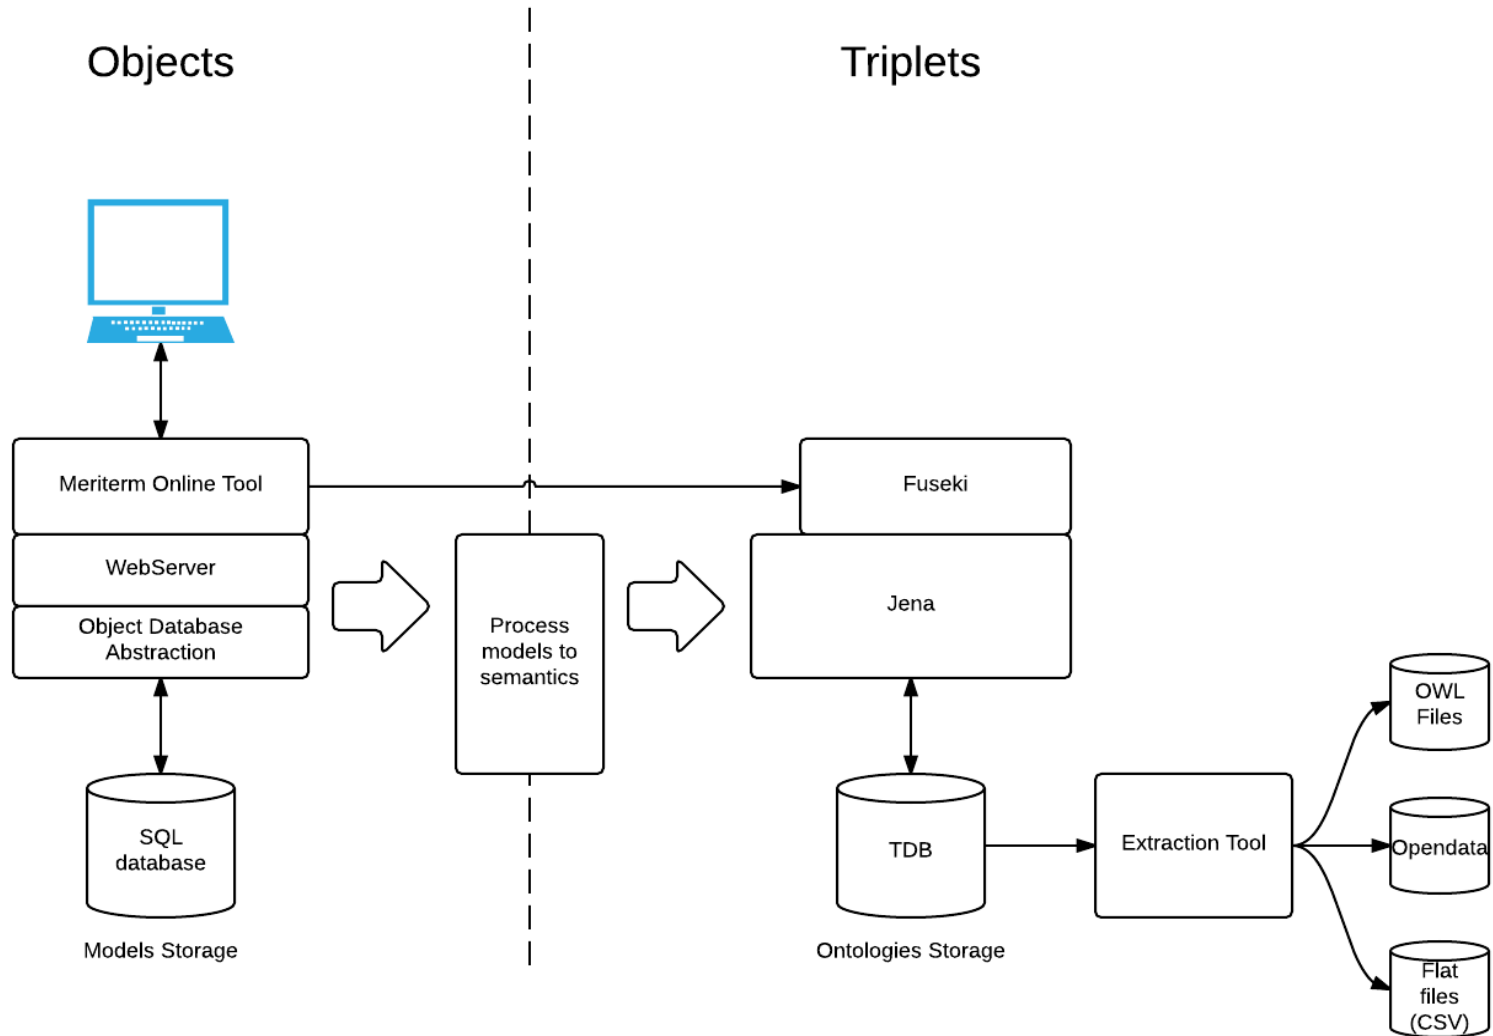 Objects
Triplets
Meriterm Online Tool
Fuseki
WebServer
Object Database
Abstraction
Process
models to
semantics
Jena
OWL
Files
SQL
database
TDB
Extraction Tool
Opendata
Models Storage
Ontologies Storage
Flat
files
(CSV)